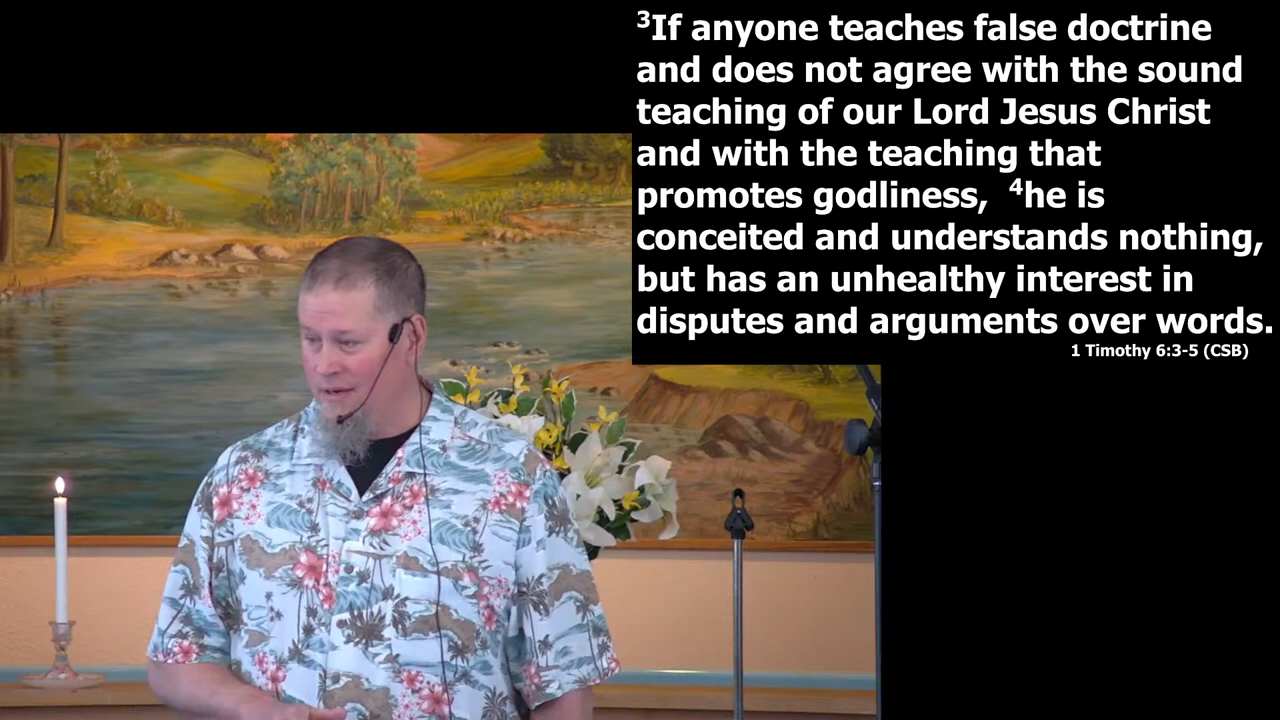 ³If anyone teaches false doctrine
and does not agree with the sound
teaching of our Lord Jesus Christ
and with the teaching that
promotes godliness,  ⁴he is
conceited and understands nothing,
but has an unhealthy interest in
disputes and arguments over words.
1 Timothy 6:3-5 (CSB)